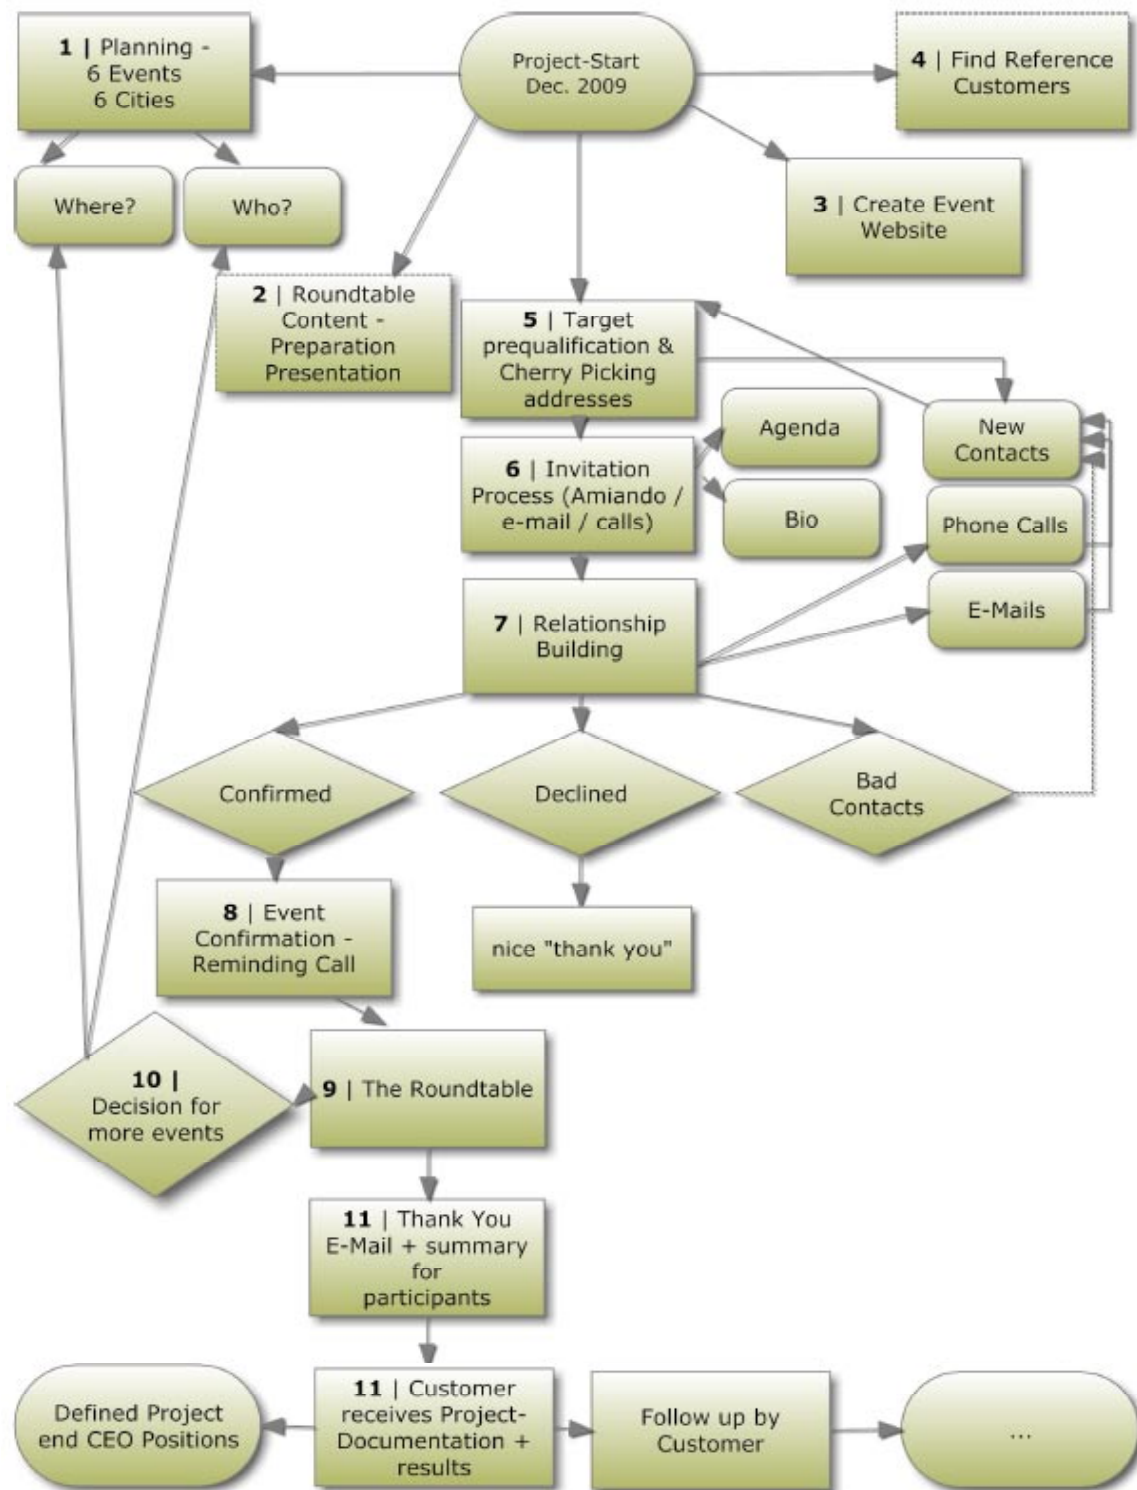 1 | Planning -
6 Events
6 Cities
Project-Start
Dec. 2009
4 | Find Reference
Customers
Where?
Who?
3 | Create Event
Website
2 | Roundtable
Content -
Preparation
Presentation
5 | Target
prequalification &
Cherry Picking
addresses
New
Contacts
Agenda
6 | Invitation
Process (Amiando /
e-mail / calls)
Bio
Phone Calls
E-Mails
7 | Relationship
Building
Confirmed
Declined
Bad
Contacts
8 | Event
Confirmation -
Reminding Call
nice "thank you"
10 |
Decision for
more events
9 | The Roundtable
11 | Thank You
E-Mail + summary
for
participants
Defined Project
end CEO Positions
11 | Customer
receives Project-
Documentation +
results
Follow up by
Customer
...